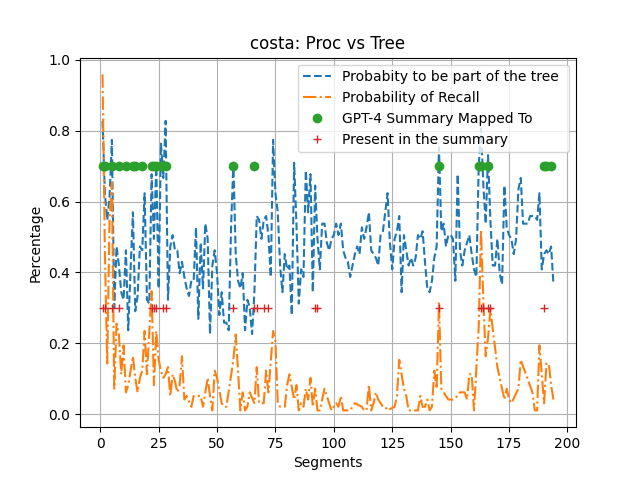 costa: Proc vs Tree
Probabity to be part of the tree
Probability of Recall
GPT-4 Summary Mapped To
Present in the summary
Percentage
1.0
0.8
0.6
0.4
0.2
0.0
0 25 50 75 100 125 150 175 200
Segments